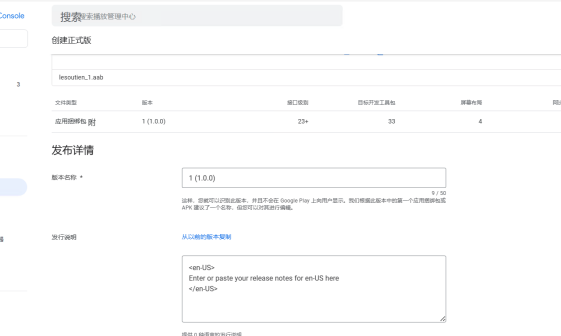 Console
搜索 搜索播放管理中心
创建正式版
lesoutien_1.aab
3
文件类型 版本 接口级别 目标开发工具包 屏幕布局
应用捆绑包 附 1 (1.0.0) 23+ 33 4
发布详情
版本名称 *
1 (1.0.0)
9 / 50
这样，您就可以识别此版本，并且不会在 Google Play 上向用户显示。我们根据此版本中的第一个应用捆绑包或
APK 建议了一个名称，但您可以对其进行编辑。
发行说明
从以前的版本复制
<en-US>
Enter or paste your release notes for en-US here
</en-US>